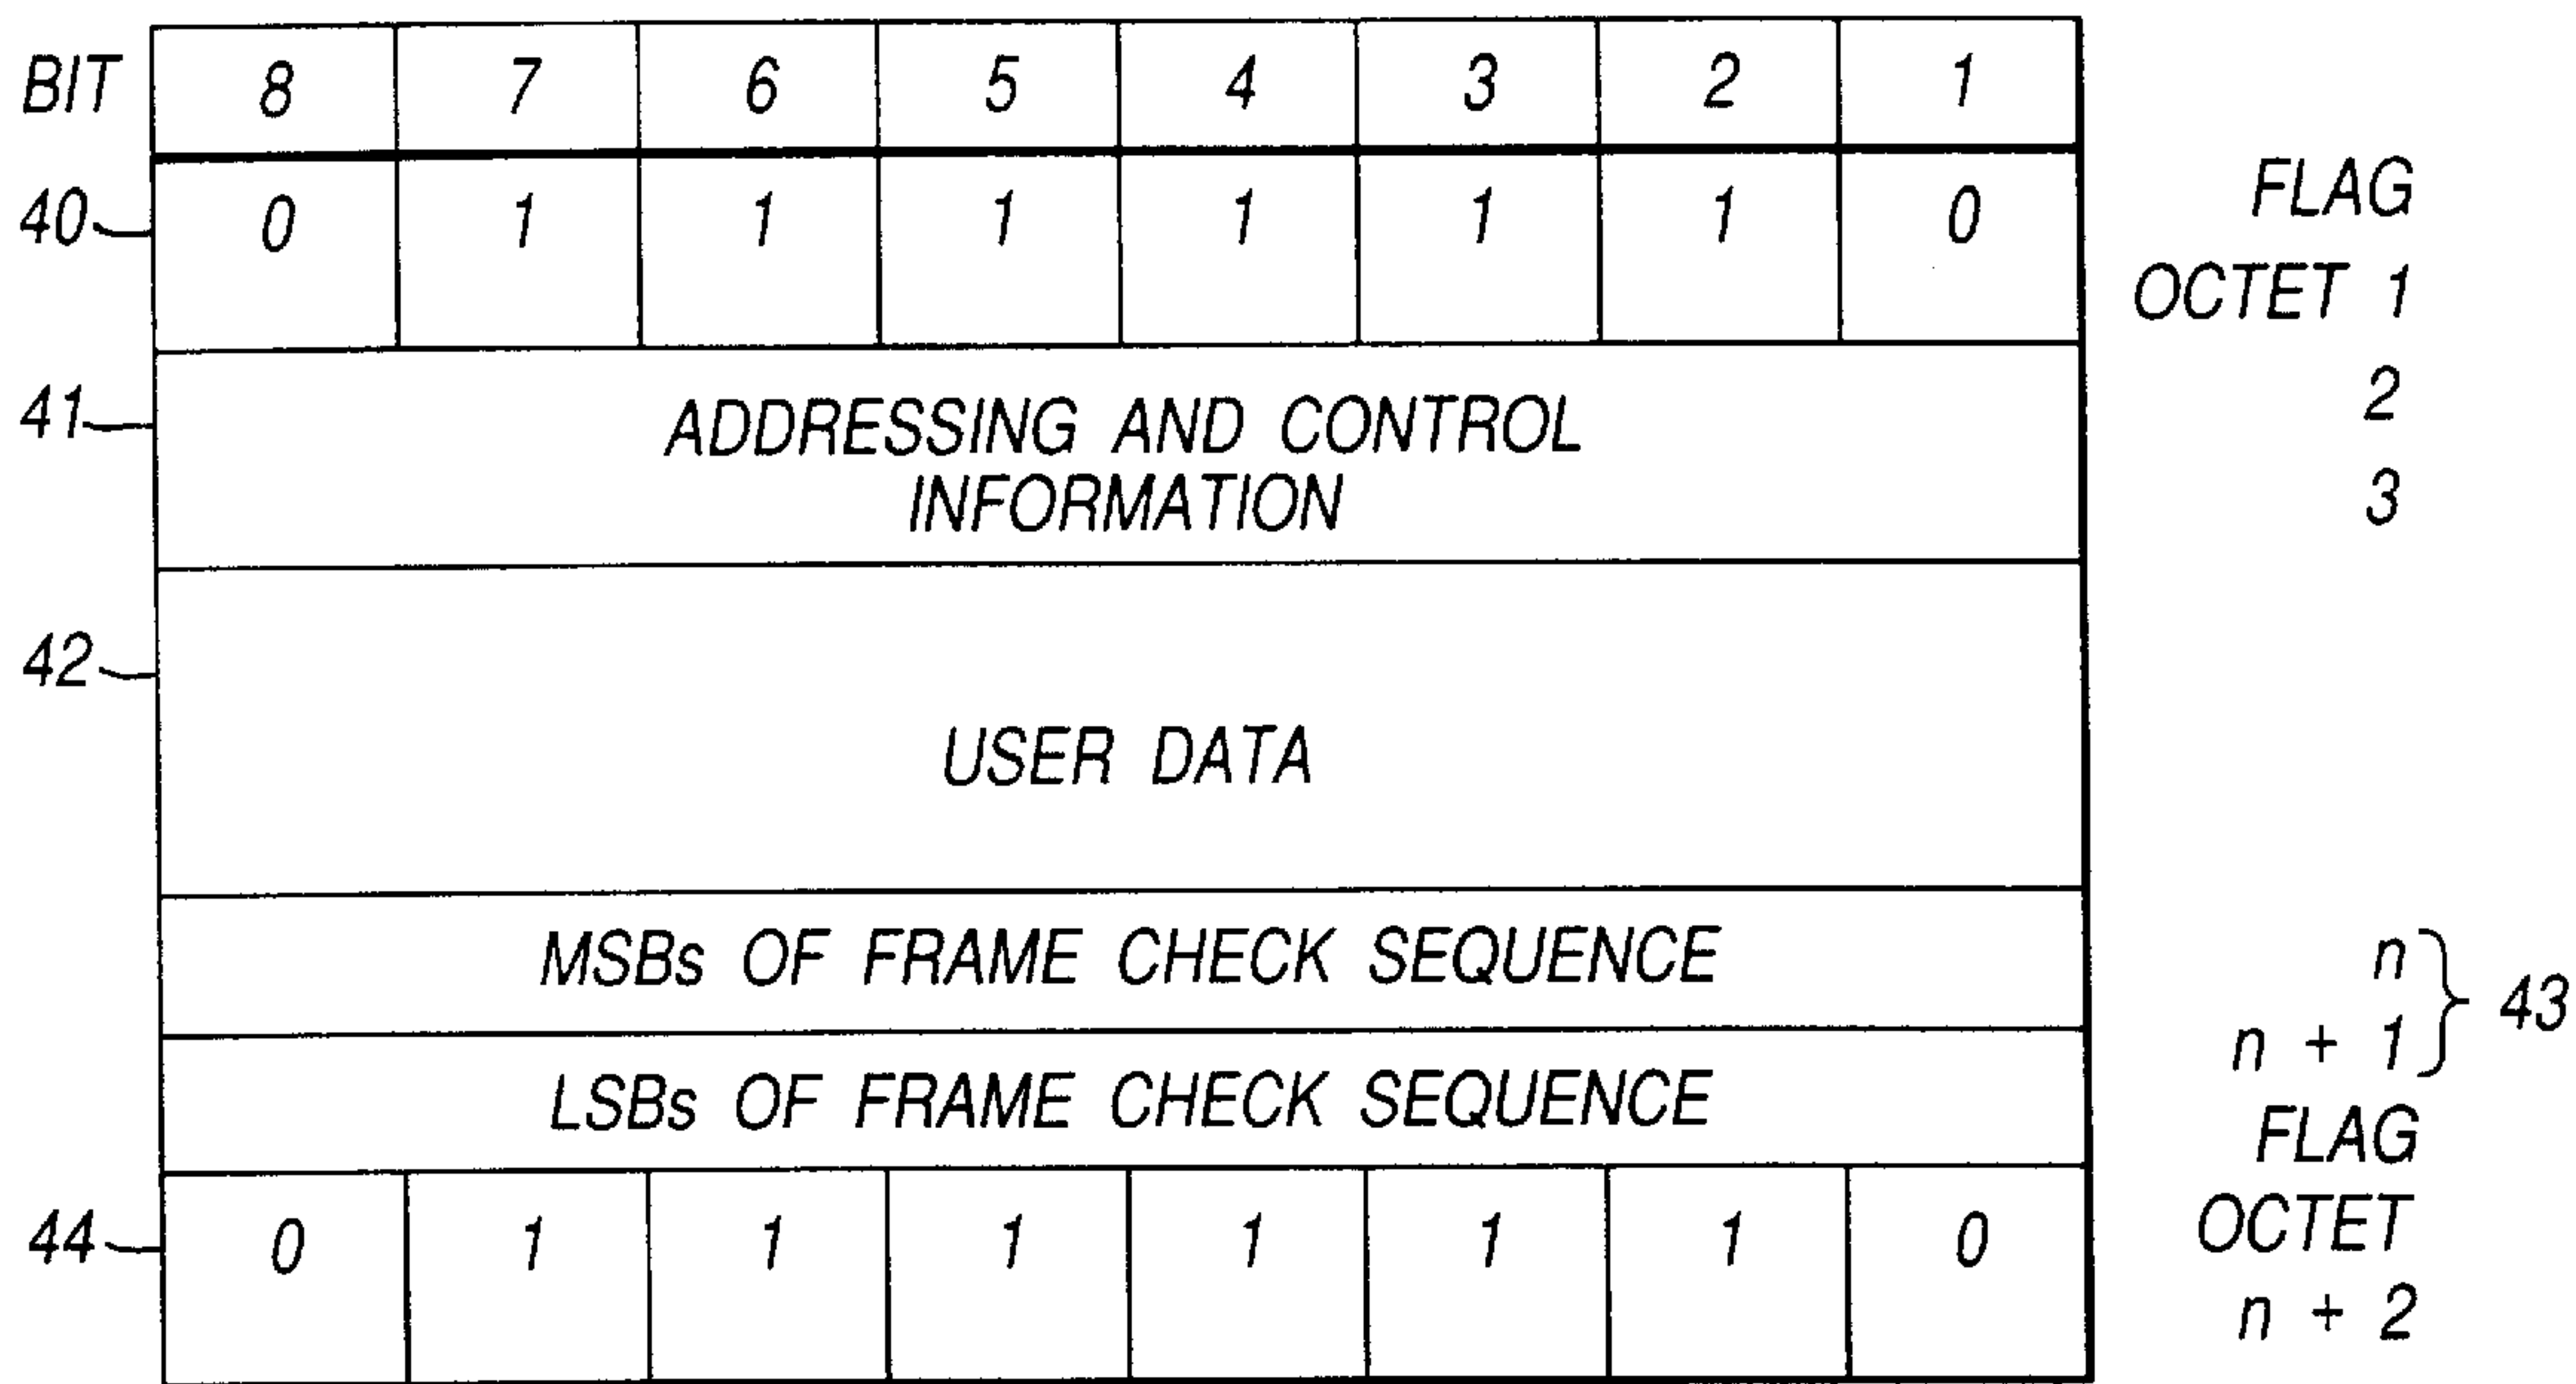 BIT 8 7 6 5 4 3 2 1
40 0 1 1 1 1 1 1 0 FLAG
OCTET 1
41 ADDRESSING AND CONTROL 2
INFORMATION 3
42
USER DATA
MSBs OF FRAME CHECK SEQUENCE n
43
n + 1
LSBs OF FRAME CHECK SEQUENCE FLAG
44 0 1 1 1 1 1 1 0 OCTET
n + 2